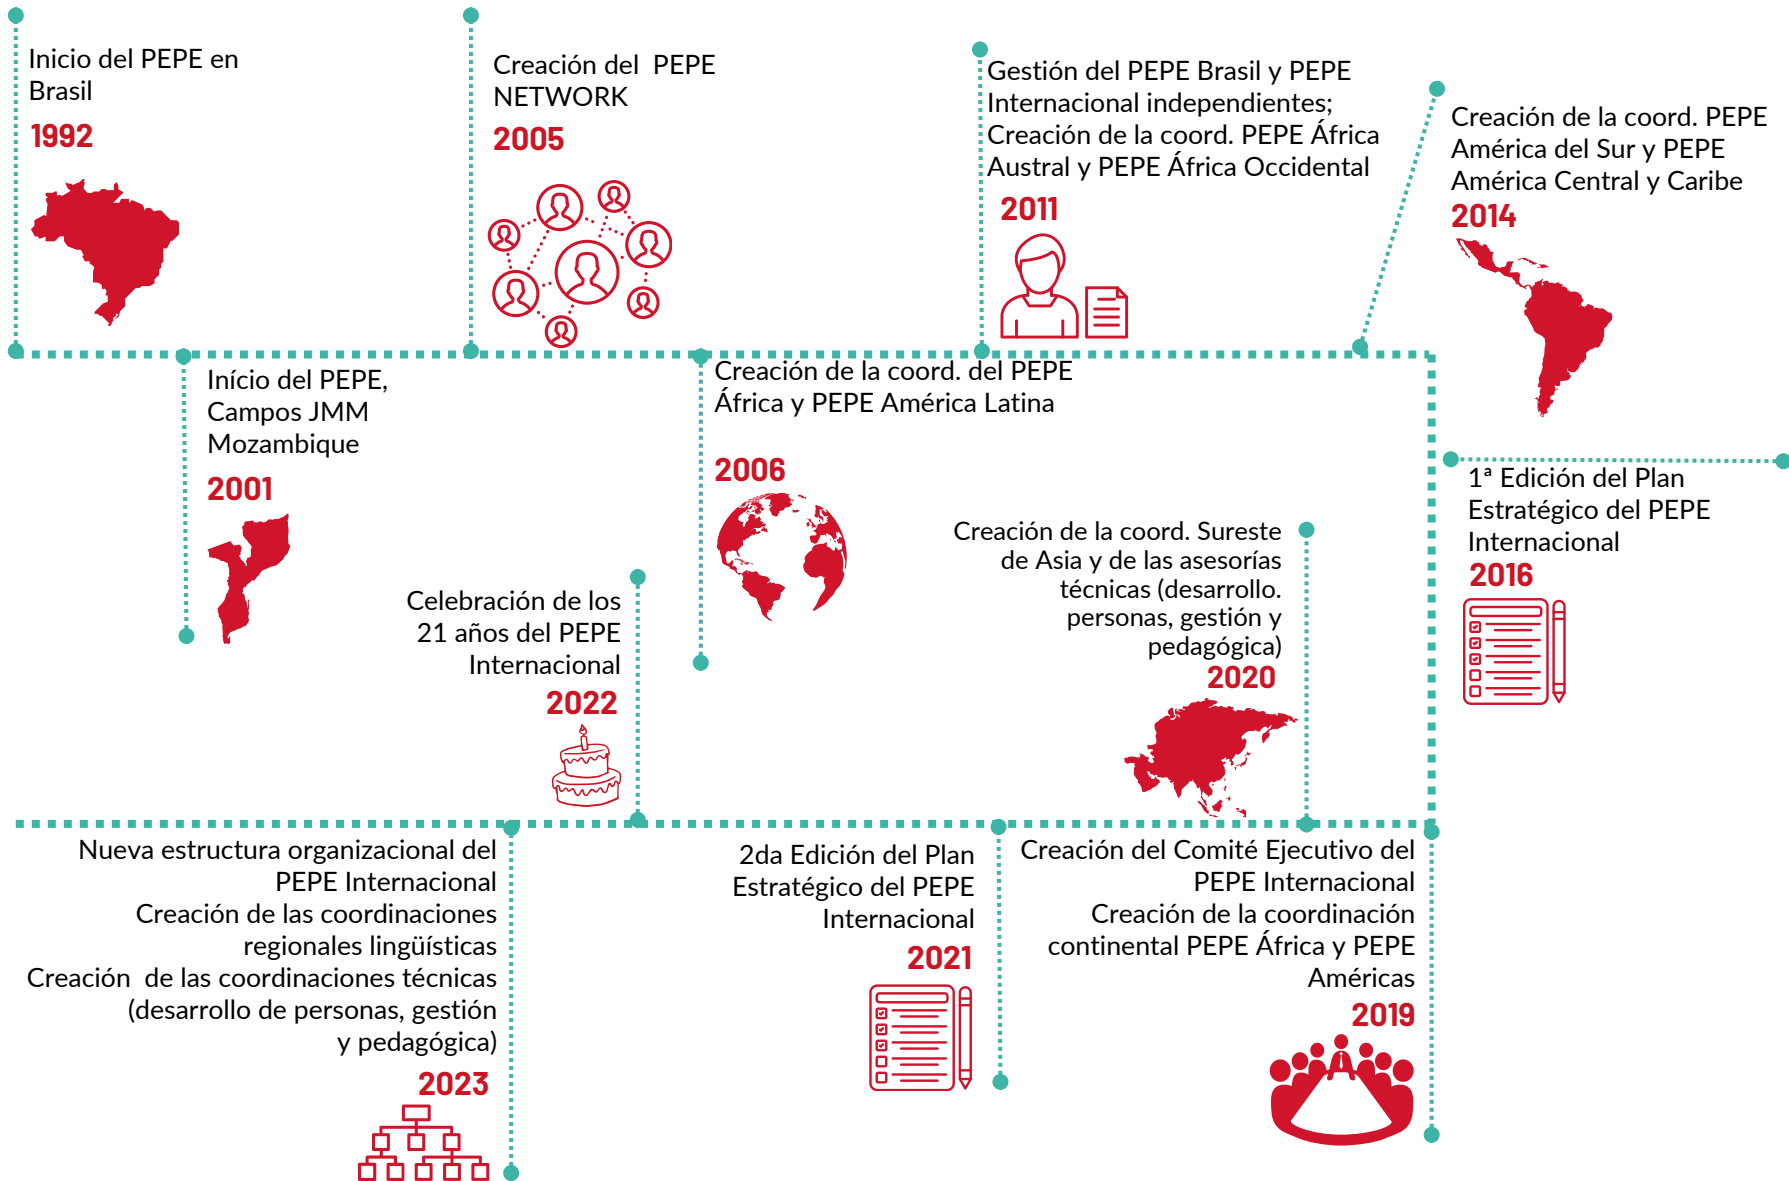 Inicio del PEPE en
Brasil
1992
Início del PEPE,
Campos JMM
Mozambique
2001
Creación del PEPE
NETWORK
2005
Creación de la coord. del PEPE
África y PEPE América Latina
2006
Gestión del PEPE Brasil y PEPE
Internacional independientes;
Creación de la coord. PEPE África
Austral y PEPE África Occidental
2011
Creación de la coord. PEPE
América del Sur y PEPE
América Central y Caribe
2014
1ª Edición del Plan
Estratégico del PEPE
Internacional
2016
Creación del Comité Ejecutivo del
PEPE Internacional
Creación de la coordinación
continental PEPE África y PEPE
Américas
2019
Creación de la coord. Sureste
de Asia y de las asesorías
técnicas (desarrollo.
personas, gestión y
pedagógica)
2020
2da Edición del Plan
Estratégico del PEPE
Internacional
2021
Celebración de los
21 años del PEPE
Internacional
2022
Nueva estructura organizacional del
PEPE Internacional
Creación de las coordinaciones
regionales lingüísticas
Creación de las coordinaciones técnicas
(desarrollo de personas, gestión
y pedagógica)
2023